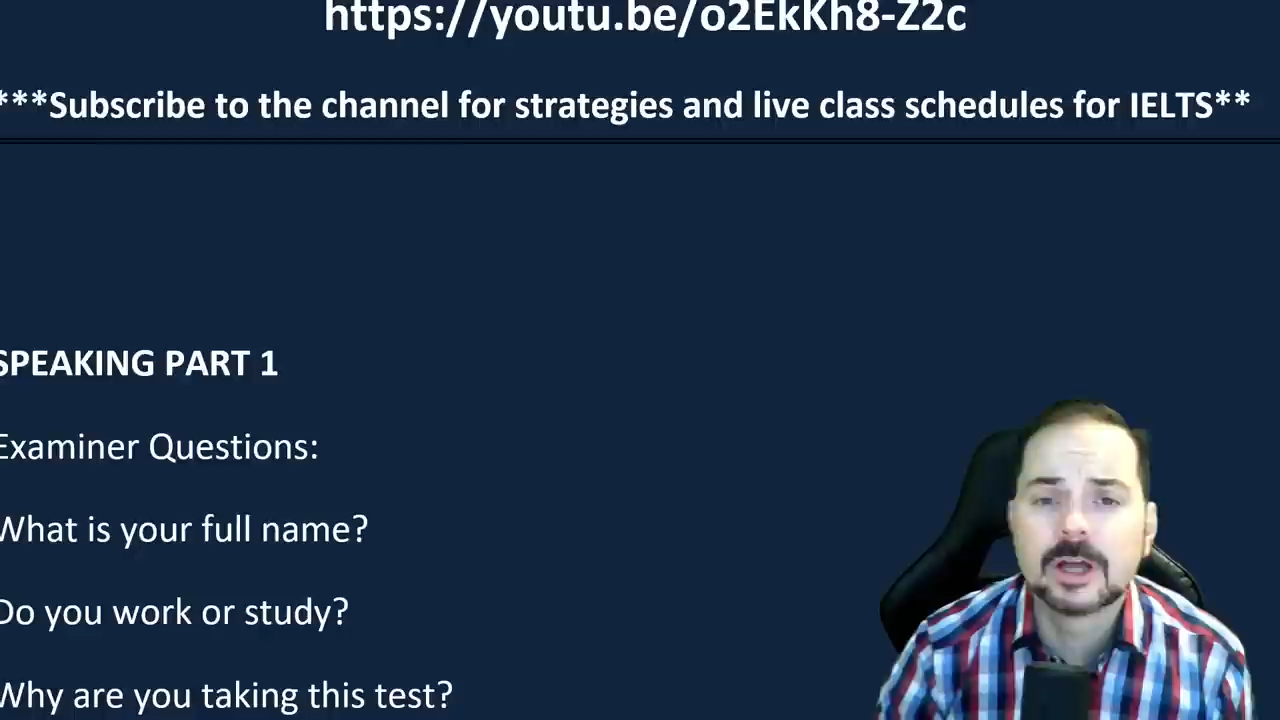 https://youtu.be/o2EkKh8-Z2c
***Subscribe to the channel for strategies and live class schedules for IELTS**
SPEAKING PART 1
Examiner Questions:
What is your full name?
Do you work or study?
Why are you taking this test?